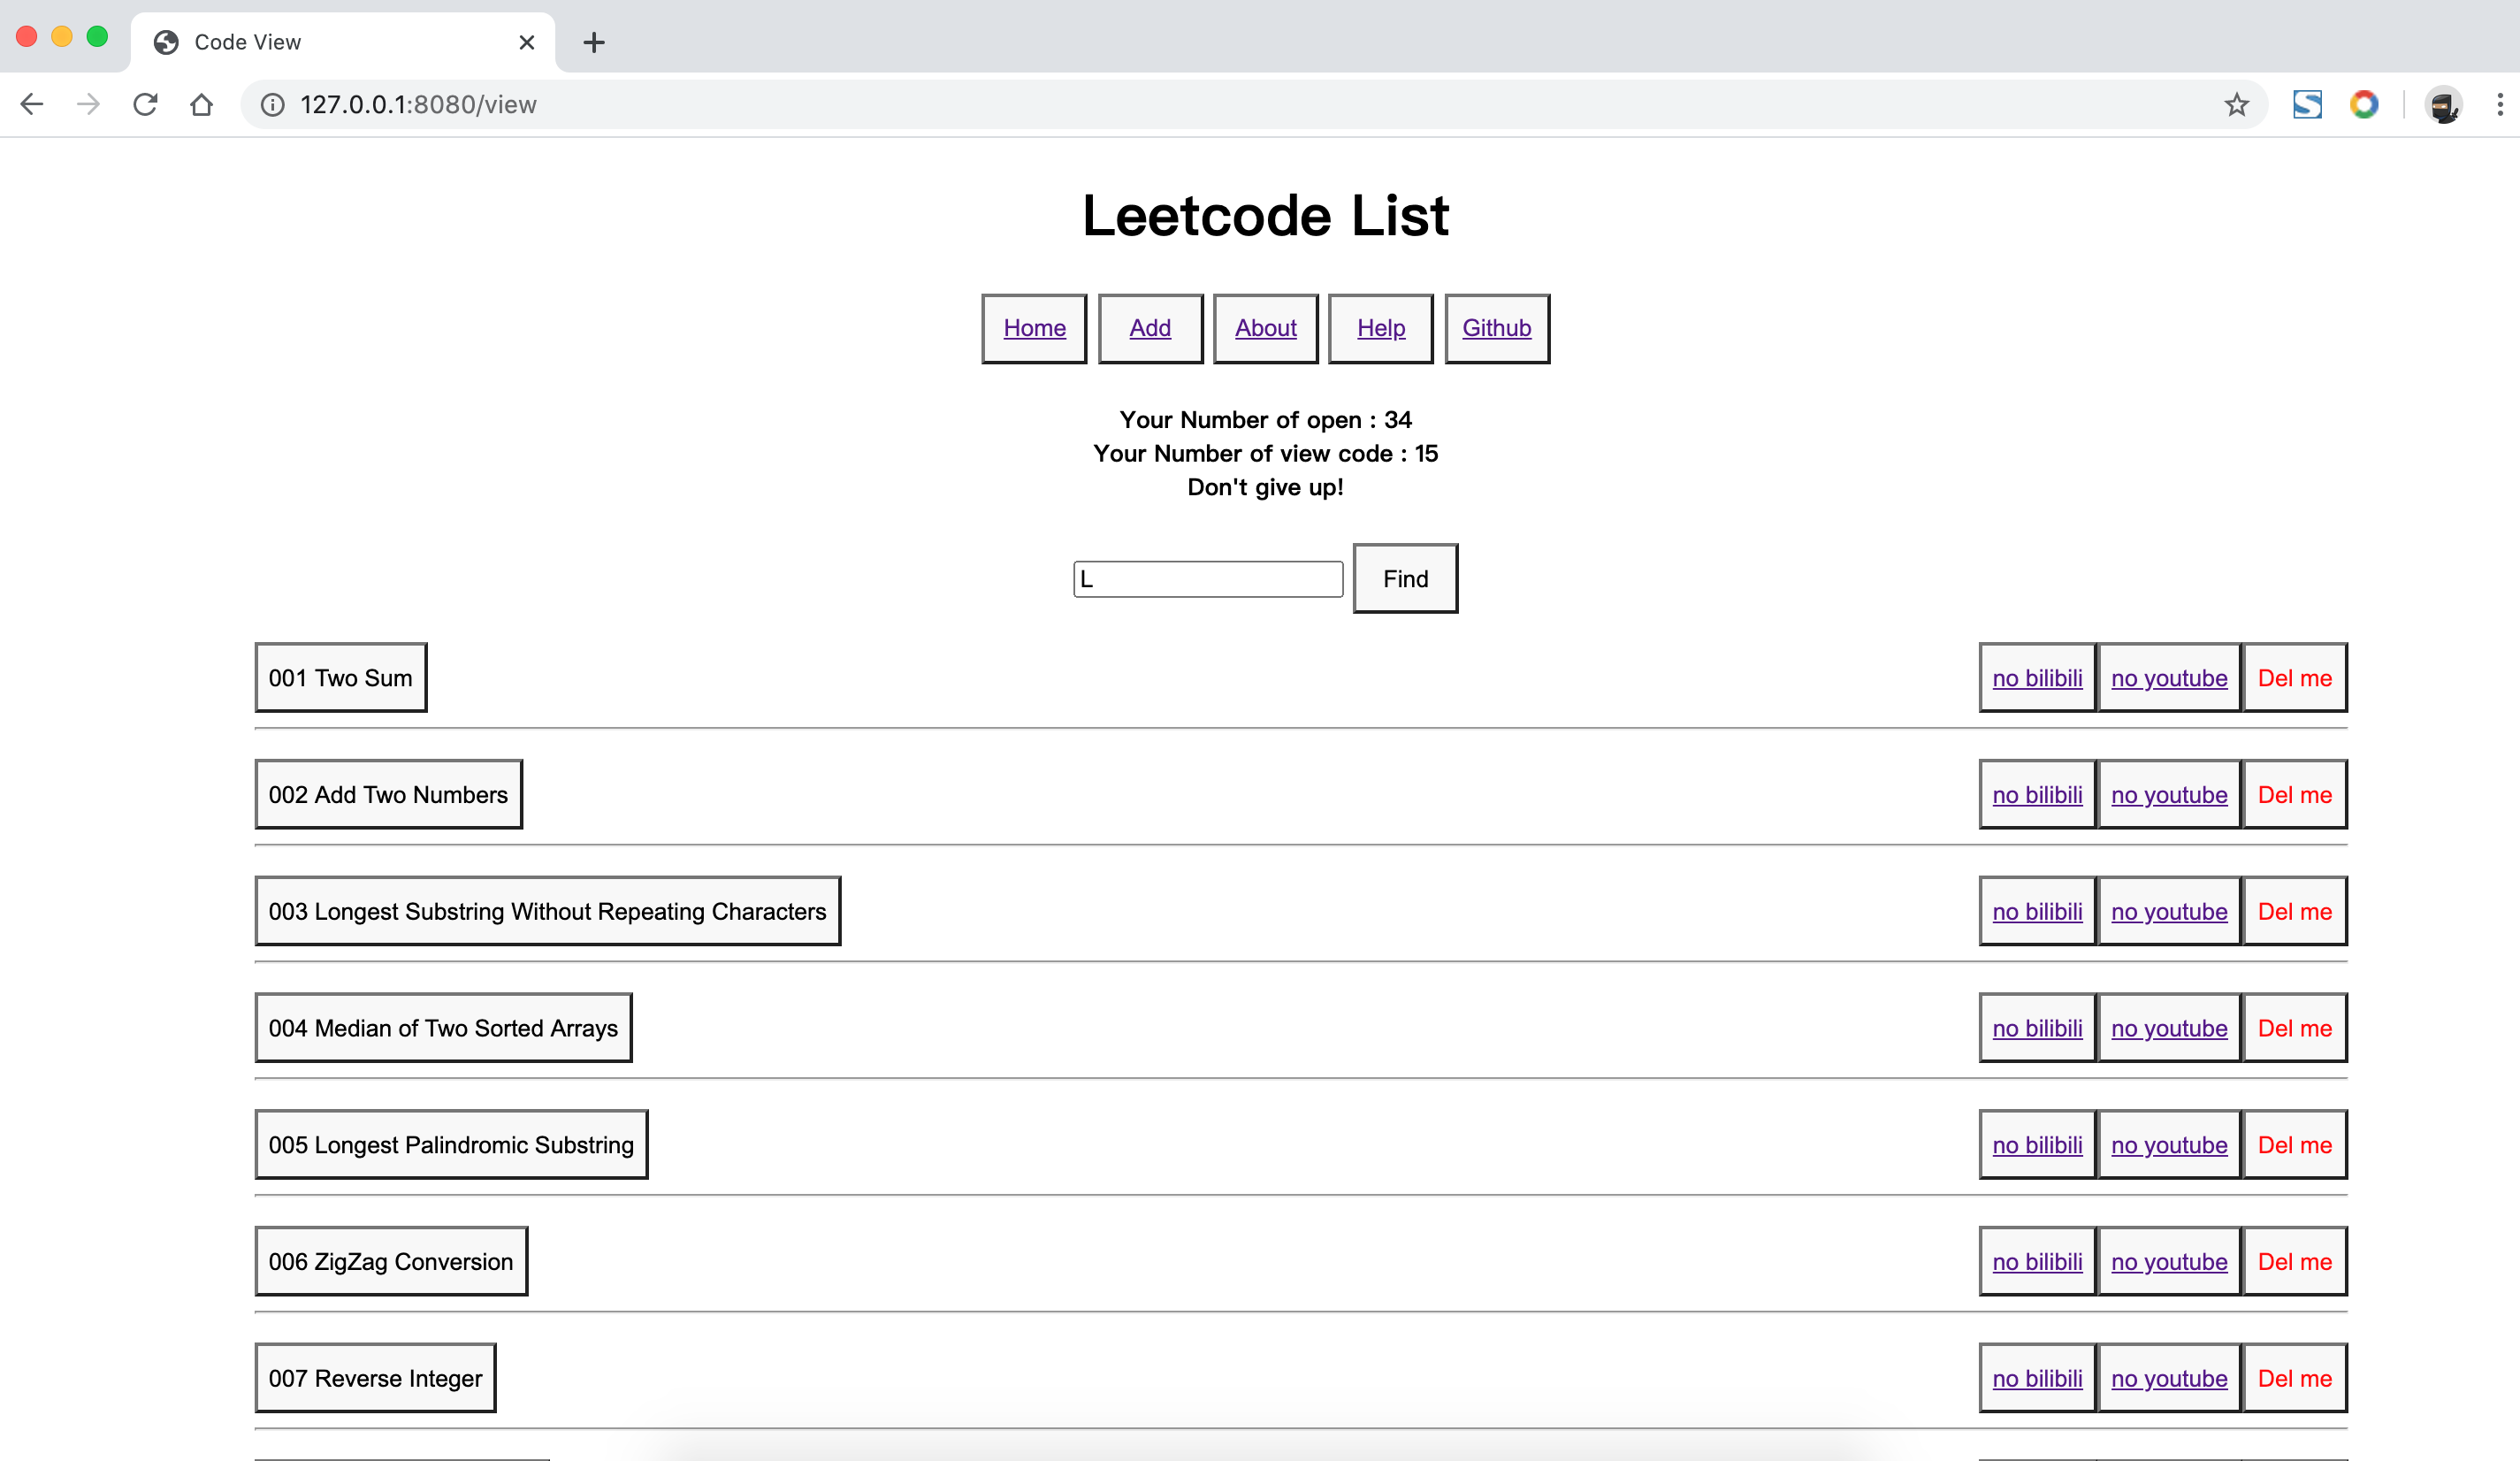 Code View
127.0.0.1:8080/view
Leetcode List
Home Add About Help Github
Your Number of open : 34
Your Number of view code : 15
Don't give up!
L Find
001 Two Sum no bilibili no youtube Del me
002 Add Two Numbers no bilibili no youtube Del me
003 Longest Substring Without Repeating Characters no bilibili no youtube Del me
004 Median of Two Sorted Arrays no bilibili no youtube Del me
005 Longest Palindromic Substring no bilibili no youtube Del me
006 ZigZag Conversion no bilibili no youtube Del me
007 Reverse Integer no bilibili no youtube Del me